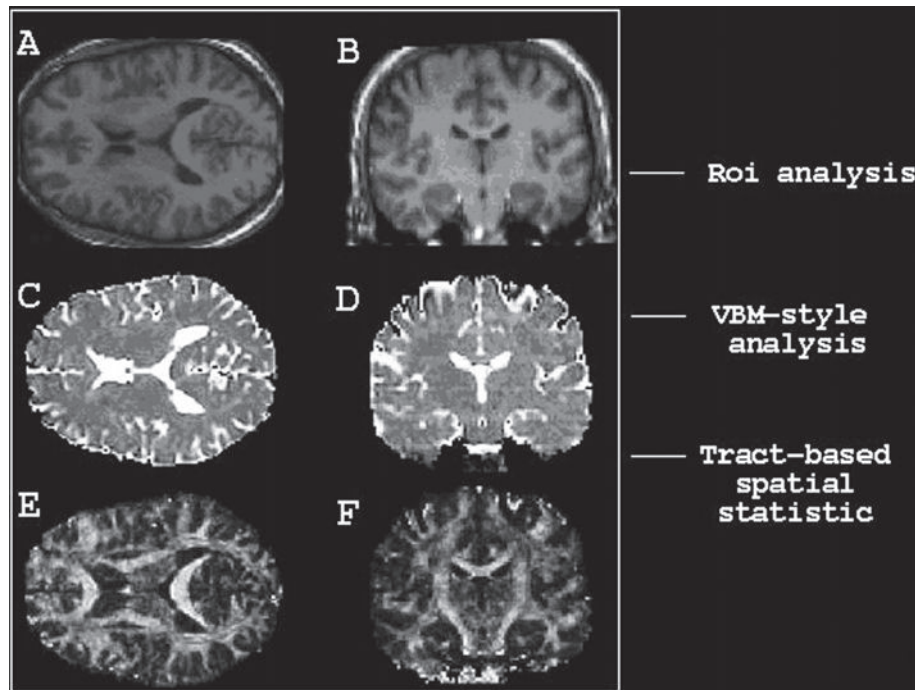 A
B
Roi analysis
C
D
VBM-style
analysis
E
F
Tract-based
spatial
statistic